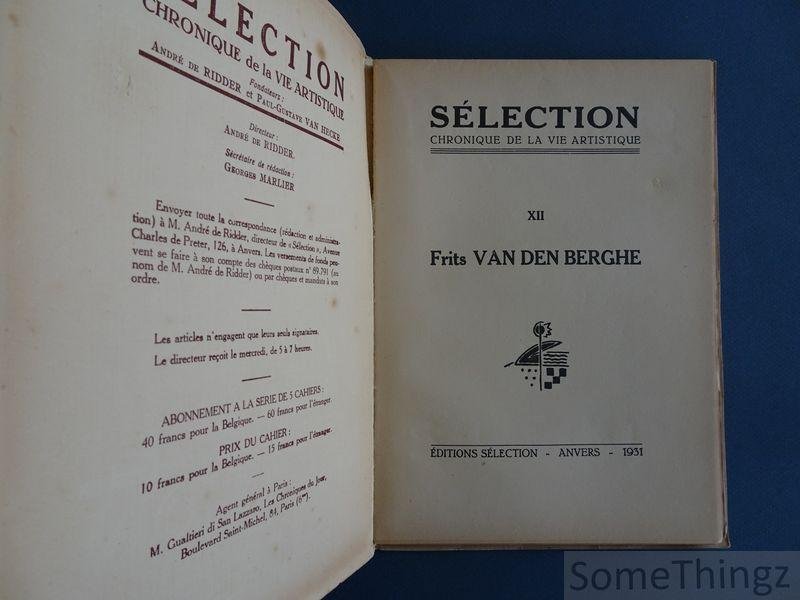 SÉLECTION
CHRONIQUE de la VIE ARTISTIQUE
Fondateurs :
ANDRÉ DE RIDDER et PAUL-GUSTAVE VAN HECKE
Directeur :
ANDRÉ DE RIDDER.
Sécrétaire de rédaction :
GEORGES MARLIER
Envoyer toute la correspondance (rédaction et administra-
tion) à M. André de Ridder, directeur de « Sélection », Avenue
Charles de Preter, 126, à Anvers. Les versements de fonds peu-
vent se faire à son compte des chèques postaux n° 89.791 (au
nom de M. André de Ridder) ou par chèques et mandats à son
ordre.
Les articles n'engagent que leurs seuls signataires.
Le directeur reçoit le mercredi, de 5 à 7 heures.
ABONNEMENT A LA SERIE DE 5 CAHIERS :
40 francs pour la Belgique. — 60 francs pour l'étranger.
PRIX DU CAHIER :
10 francs pour la Belgique. — 15 francs pour l'étranger.
Agent général à Paris :
M. Gualtieri di San Lazzaro, Les Chroniques du Jour,
Boulevard Saint-Michel, 84, Paris (6me).
SÉLECTION
CHRONIQUE DE LA VIE ARTISTIQUE
XII
Frits VAN DEN BERGHE
ÉDITIONS SÉLECTION - ANVERS - 1931
SomeThingz